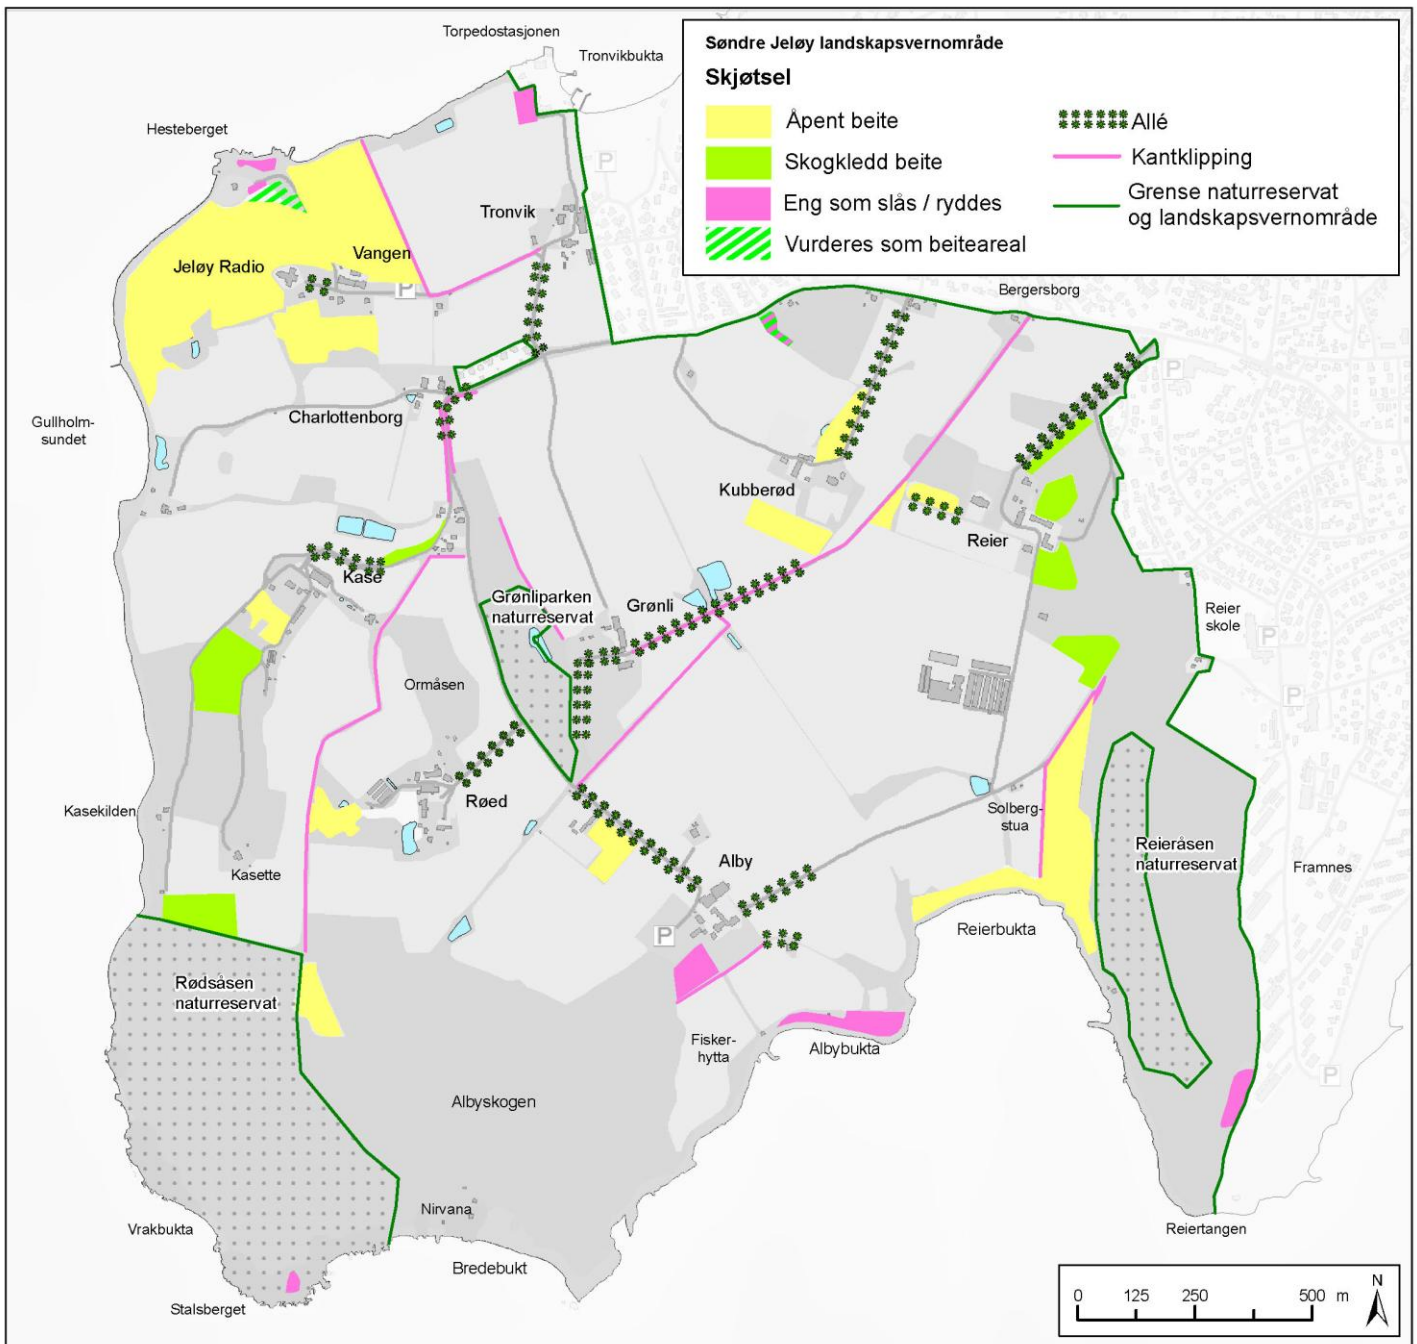 Torpedostasjonen
Tronvikbukta
Søndre Jeløy landskapsvernområde
Skjøtsel
Åpent beite
Skogkledd beite
Eng som slås / ryddes
Vurderes som beiteareal
Allé
Kantklipping
Grense naturreservat
og landskapsvernområde
Hesteberget
P
Tronvik
Vangen
Jeløy Radio
P
Bergersborg
P
Charlottenborg
Gullholm-
sundet
Kubberød
Reier
Kase
Grønliparken
naturreservat
Grønli
Reier
skole
P
P
Ormåsen
Røed
Kasekilden
Solberg-
stua
Reieråsen
naturreservat
Alby
Kasette
Framnes
P
Reierbukta
Rødsåsen
naturreservat
Fisker-
hytta
Albybukta
P
Albyskogen
Nirvana
Vrakbukta
Reiertangen
Bredebukt
Stalsberget
0 125 250 500 m
N